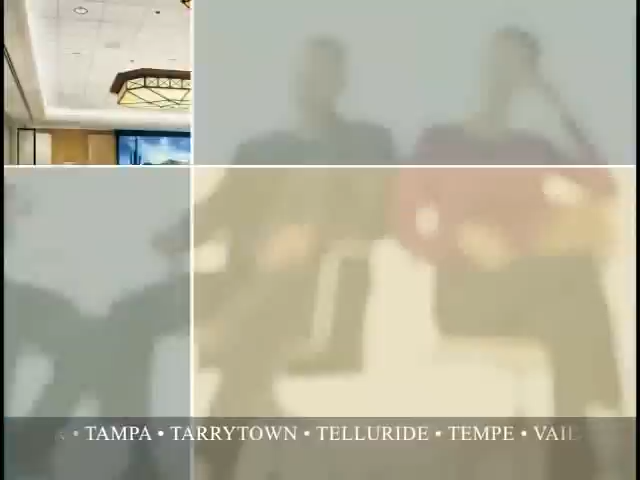 • TAMPA • TARRYTOWN • TELLURIDE • TEMPE • VAIL